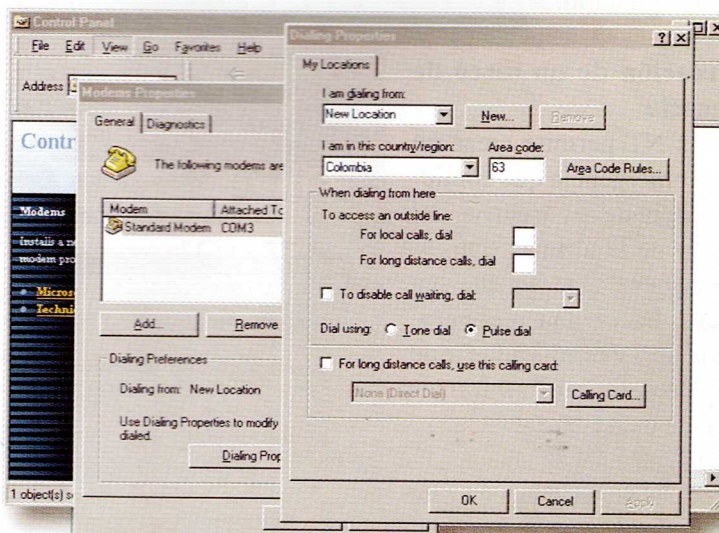 Control Panel
File Edit View Go Favorites Help
Address
Contr
Modems
Installs a ne
modem pro
Micros
Techni
1 object(s) s
Modems Properties
General Diagnostics
The following modems are
Modem Attached To
Standard Modem COM3
Add... Remove
Dialing Preferences
Dialing from: New Location
Use Dialing Properties to modify
dialed.
Dialing Prop
Dialing Properties
My Locations
I am dialing from:
New Location New... Remove
I am in this country/region: Area code:
Colombia 63 Area Code Rules...
When dialing from here
To access an outside line:
For local calls, dial
For long distance calls, dial
To disable call waiting, dial:
Dial using: Tone dial Pulse dial
For long distance calls, use this calling card:
None (Direct Dial) Calling Card...
OK Cancel Apply